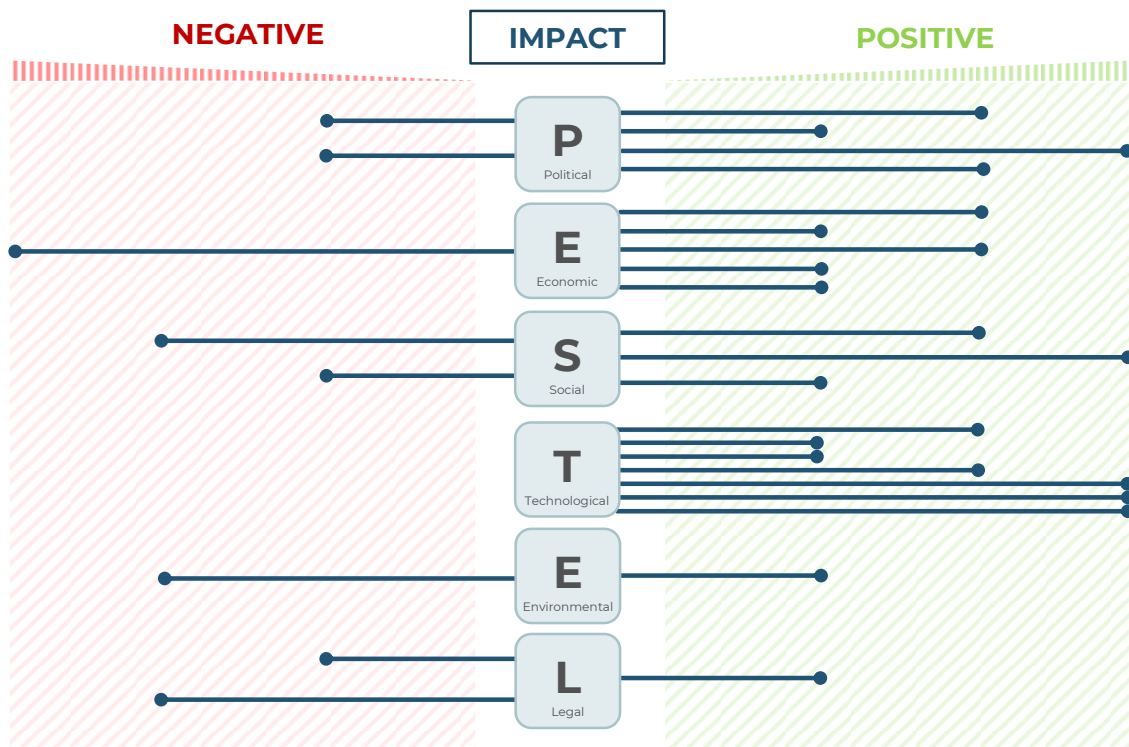 NEGATIVE
IMPACT
POSITIVE
P
Political
E
Economic
S
Social
T
Technological
E
Environmental
L
Legal